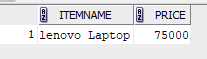 ITEMNAME PRICE
1 lenovo Laptop 75000